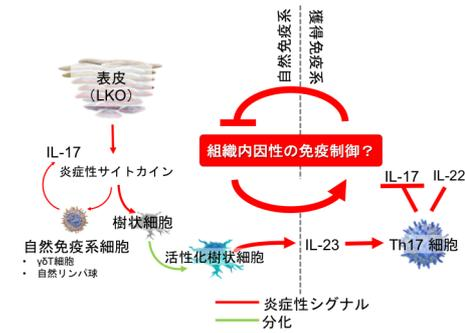 自然免疫系
獲得免疫系
表皮
(LKO)
組織内因性の免疫制御？
IL-17
炎症性サイトカイン
IL-17
IL-22
樹状細胞
自然免疫系細胞
• γδT細胞
• 自然リンパ球
活性化樹状細胞
IL-23
Th17 細胞
炎症性シグナル
分化